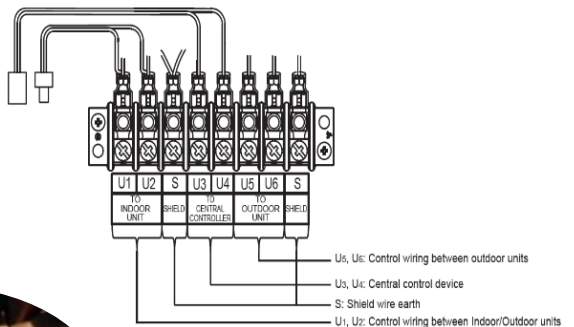 U1 U2 S U3 U4 U5 U6 S
TO INDOOR UNIT
SHIELD
TO CENTRAL CONTROLLER
TO OUTDOOR UNIT
SHIELD
U5, U6: Control wiring between outdoor units
U3, U4: Central control device
S: Shield wire earth
U1, U2: Control wiring between Indoor/Outdoor units